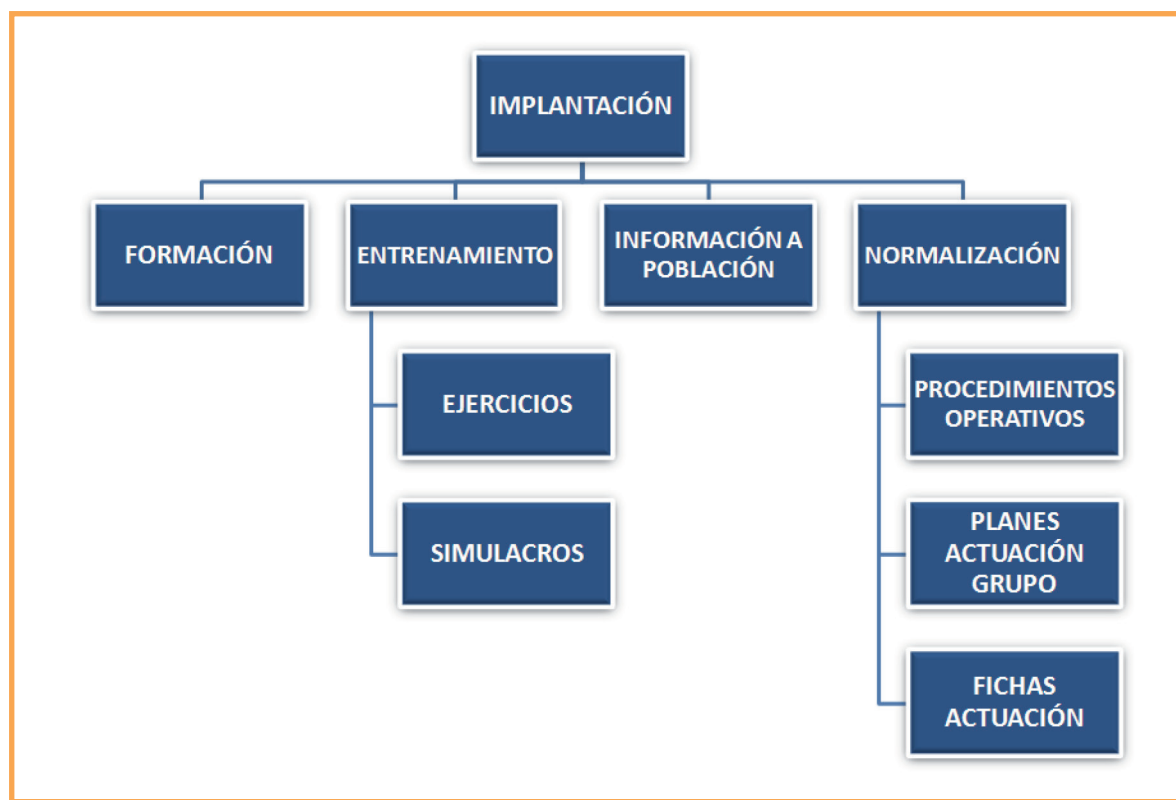 IMPLANTACIÓN
FORMACIÓN
ENTRENAMIENTO
INFORMACIÓN A
POBLACIÓN
NORMALIZACIÓN
EJERCICIOS
SIMULACROS
PROCEDIMIENTOS
OPERATIVOS
PLANES
ACTUACIÓN
GRUPO
FICHAS
ACTUACIÓN